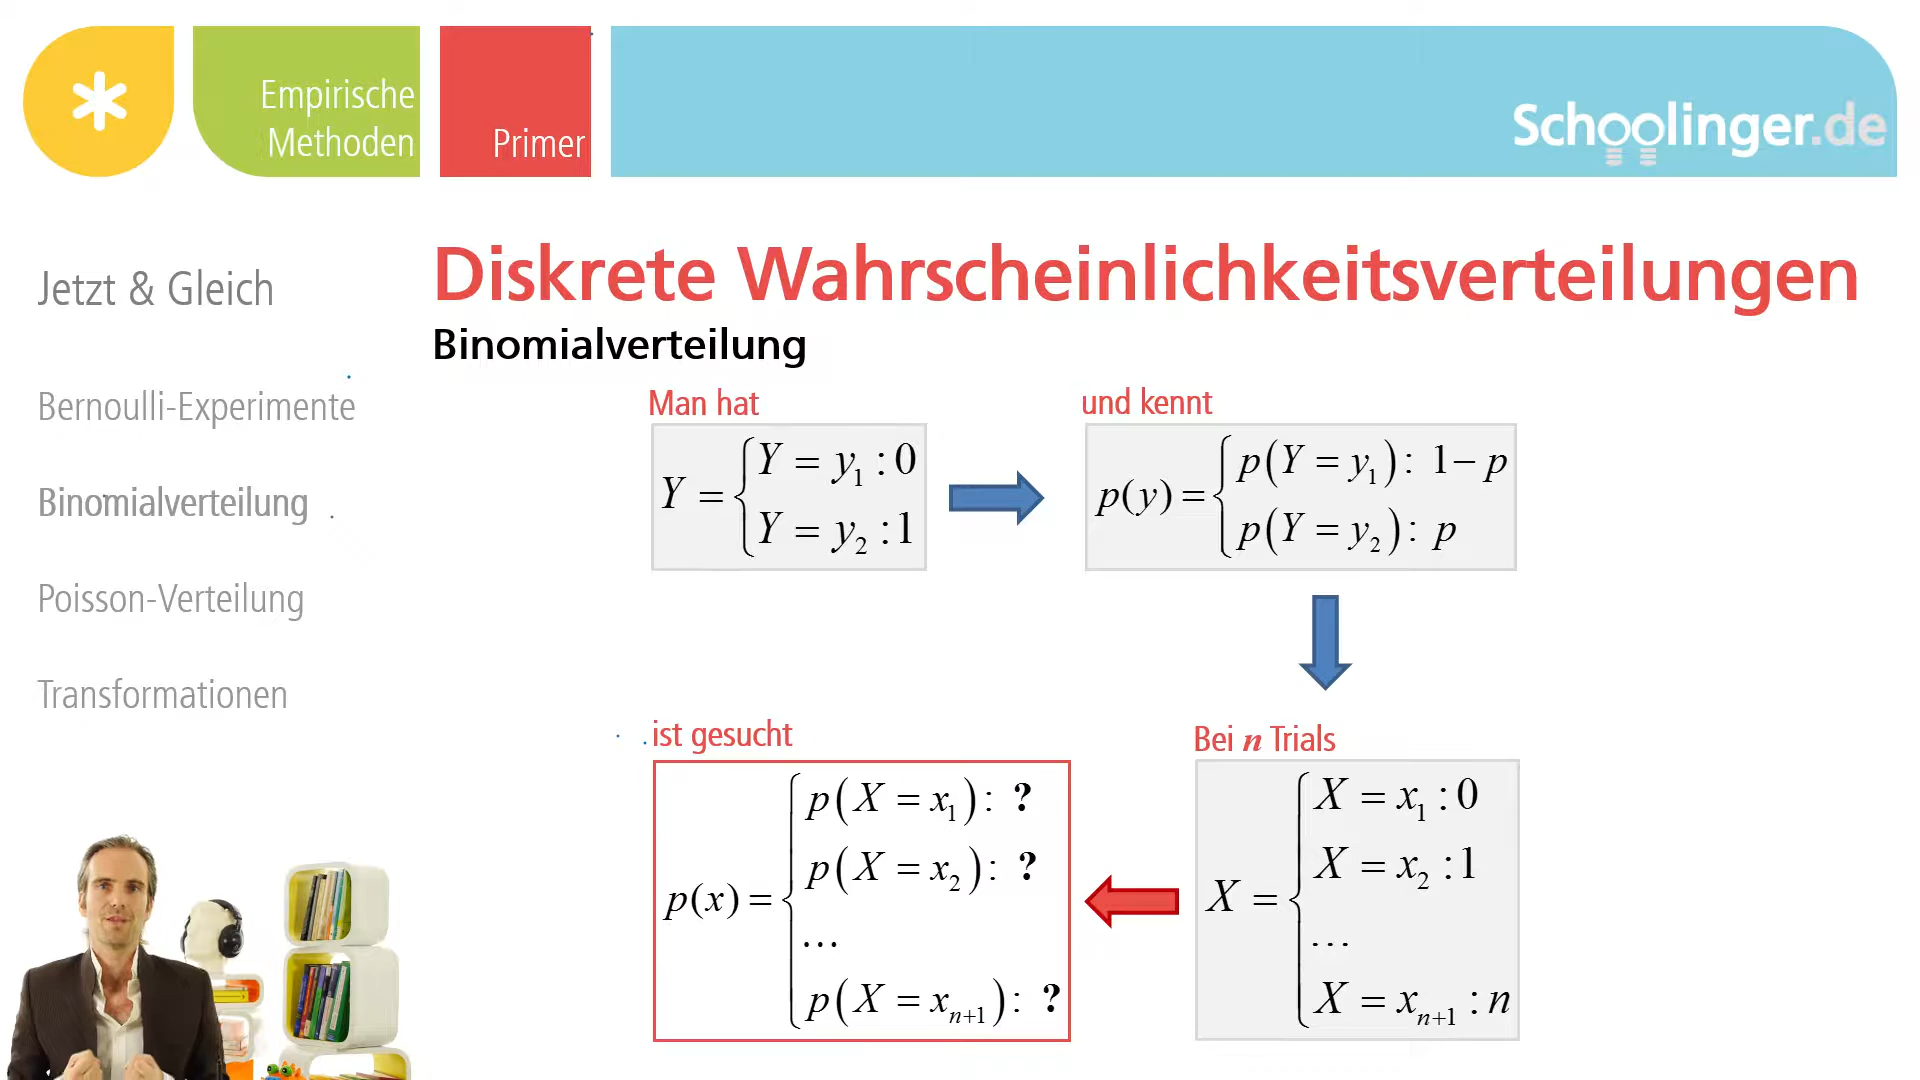 *
Empirische
Methoden
Primer
Schoolinger.de
Jetzt & Gleich
Bernoulli-Experimente
Binomialverteilung
Poisson-Verteilung
Transformationen
Diskrete Wahrscheinlichkeitsverteilungen
Binomialverteilung
Man hat
Y = { Y = y₁ : 0
Y = y₂ : 1
und kennt
p(y) = { p(Y = y₁) : 1 − p
p(Y = y₂) : p
Bei n Trials
X = { X = x₁ : 0
X = x₂ : 1
...
X = xₙ₊₁ : n
ist gesucht
p(x) = { p(X = x₁) : ?
p(X = x₂) : ?
...
p(X = xₙ₊₁) : ?